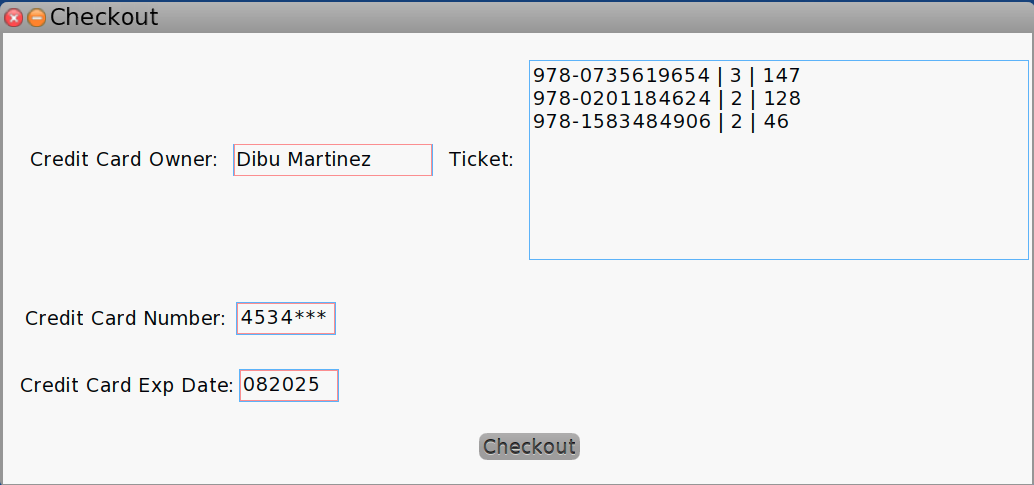 Checkout
Credit Card Owner: Dibu Martinez
Ticket:
978-0735619654 | 3 | 147
978-0201184624 | 2 | 128
978-1583484906 | 2 | 46
Credit Card Number: 4534***
Credit Card Exp Date: 082025
Checkout